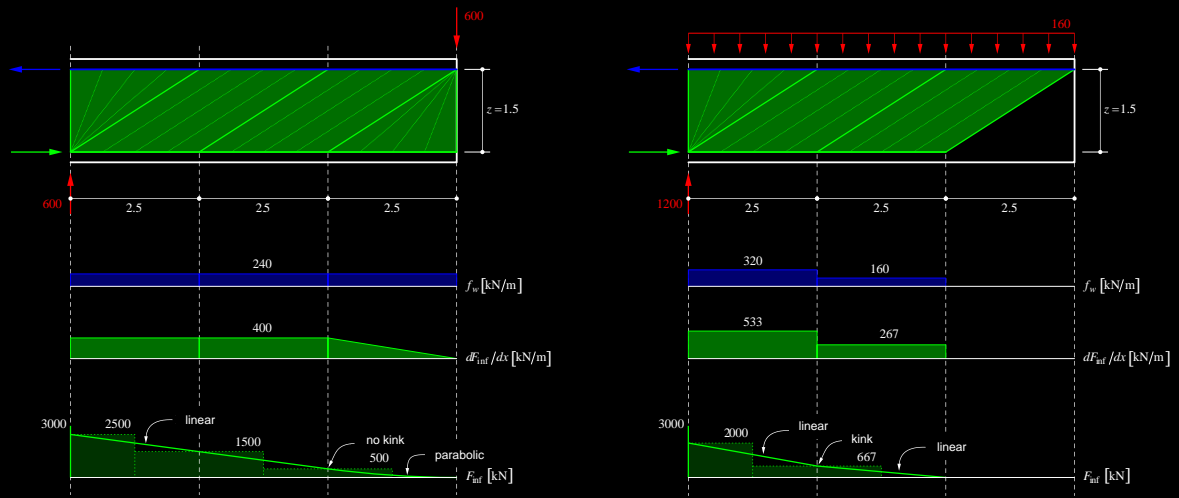 600
z = 1.5
600
2.5
2.5
2.5
240
f_w [kN/m]
400
dF_inf/dx [kN/m]
3000
2500
linear
1500
no kink
500
parabolic
F_inf [kN]
160
z = 1.5
1200
2.5
2.5
2.5
320
160
f_w [kN/m]
533
267
dF_inf/dx [kN/m]
3000
2000
linear
kink
667
linear
F_inf [kN]